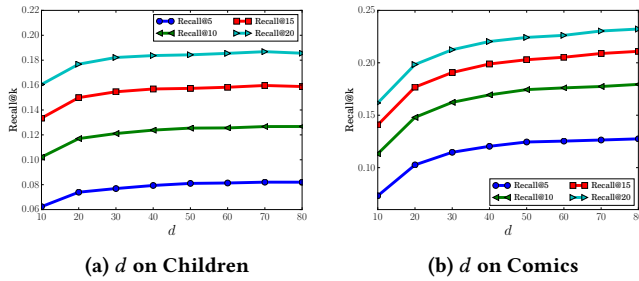 0.22
0.20
0.18
0.16
0.14
0.12
0.10
0.08
0.06
Recall@k
Recall@5
Recall@15
Recall@10
Recall@20
10 20 30 40 50 60 70 80
d
(a) d on Children
0.25
0.20
0.15
0.10
Recall@5
Recall@15
Recall@10
Recall@20
10 20 30 40 50 60 70 80
d
(b) d on Comics